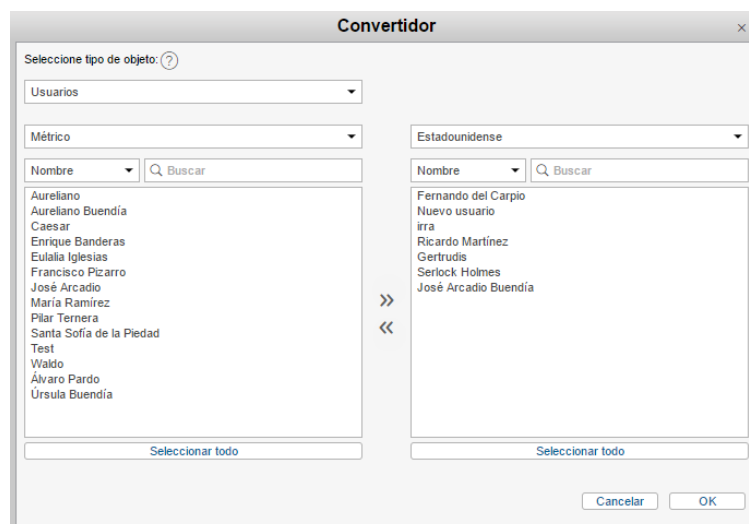 Convertidor
×
Seleccione tipo de objeto: ?
Usuarios
Métrico
Nombre
Buscar
Aureliano
Aureliano Buendía
Caesar
Enrique Banderas
Eulalia Iglesias
Francisco Pizarro
José Arcadio
María Ramírez
Pilar Ternera
Santa Sofía de la Piedad
Test
Waldo
Álvaro Pardo
Úrsula Buendía
Seleccionar todo
»
«
Estadounidense
Nombre
Buscar
Fernando del Carpio
Nuevo usuario
irra
Ricardo Martínez
Gertrudis
Serlock Holmes
José Arcadio Buendía
Seleccionar todo
Cancelar
OK